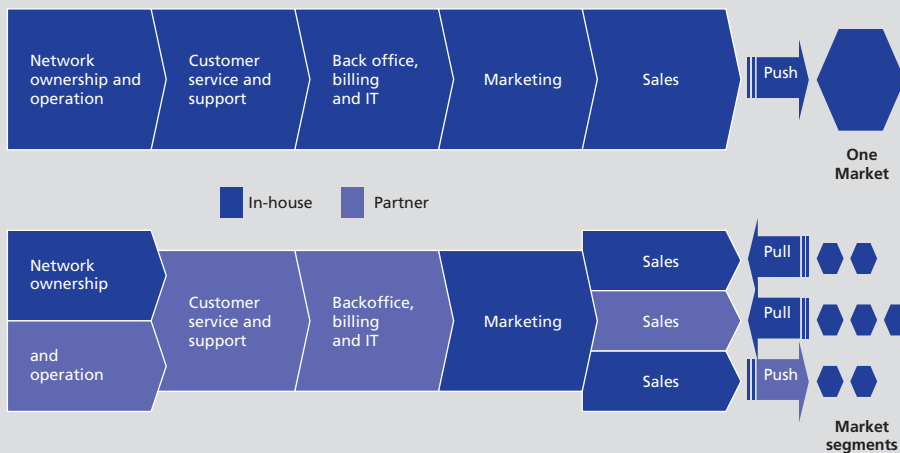 Network
ownership and
operation
Customer
service and
support
Back office,
billing
and IT
Marketing
Sales
Push
One
Market
In-house
Partner
Network
ownership
and
operation
Customer
service and
support
Backoffice,
billing
and IT
Marketing
Sales
Sales
Sales
Pull
Pull
Push
Market
segments